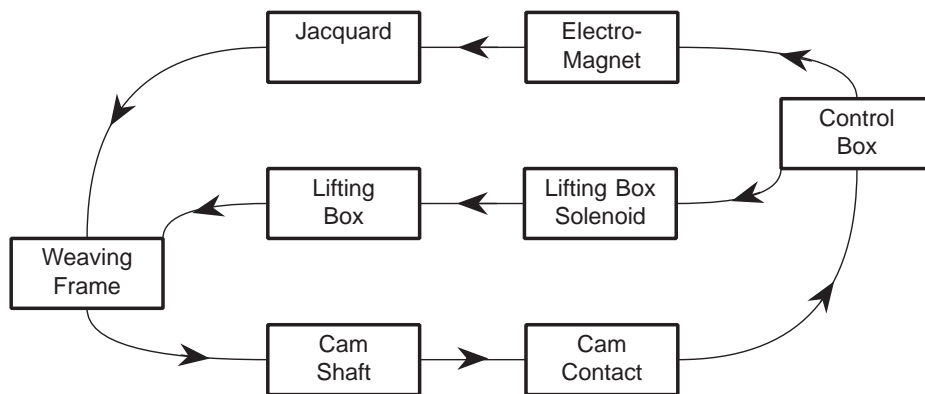 Jacquard
Electro-
Magnet
Control
Box
Lifting
Box
Lifting Box
Solenoid
Weaving
Frame
Cam
Shaft
Cam
Contact